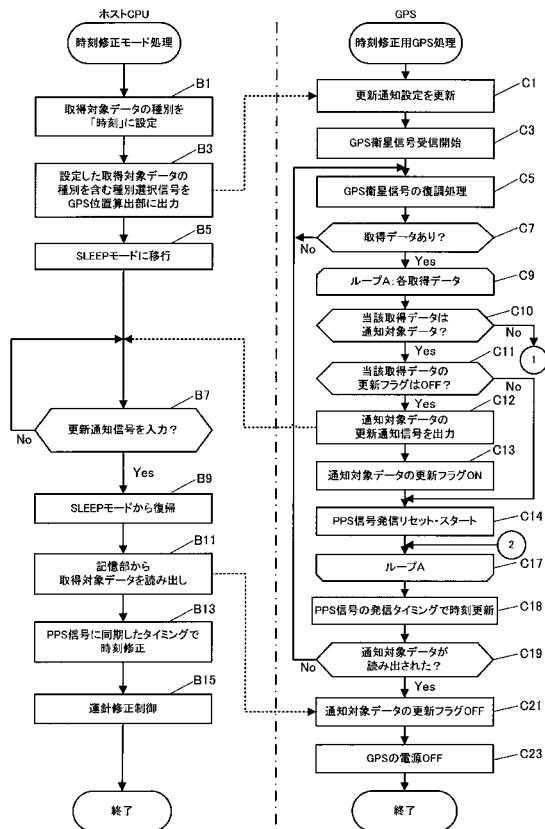 ホストCPU
時刻修正モード処理
B1
取得対象データの種別を
「時刻」に設定
B3
設定した取得対象データの
種別を含む種別選択信号を
GPS位置算出部に出力
B5
SLEEPモードに移行
B7
更新通知信号を入力?
No
Yes
B9
SLEEPモードから復帰
B11
記憶部から
取得対象データを読み出し
B13
PPS信号に同期したタイミングで
時刻修正
B15
運針修正制御
終了
GPS
時刻修正用GPS処理
C1
更新通知設定を更新
C3
GPS衛星信号受信開始
C5
GPS衛星信号の復調処理
C7
取得データあり?
No
Yes
C9
ループA:各取得データ
C10
当該取得データは
通知対象データ?
No
1
Yes
C11
当該取得データの
更新フラグはOFF?
No
Yes
C12
通知対象データの
更新通知信号を出力
C13
通知対象データの更新フラグON
C14
PPS信号発信リセット・スタート
2
C17
ループA
C18
PPS信号の発信タイミングで時刻更新
C19
通知対象データが
読み出された?
No
Yes
C21
通知対象データの更新フラグOFF
C23
GPSの電源OFF
終了